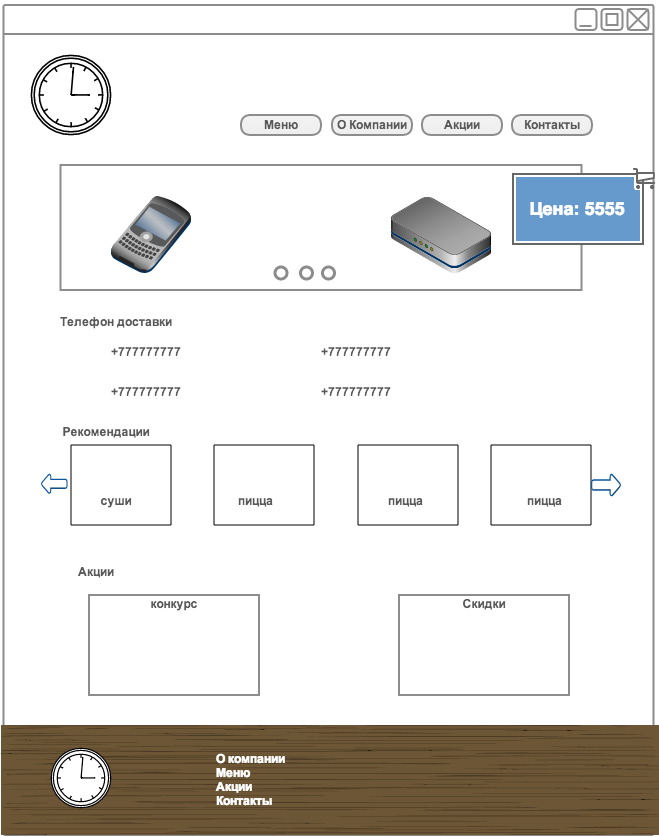 Меню
О Компании
Акции
Контакты
Цена: 5555
Телефон доставки
+777777777
+777777777
+777777777
+777777777
Рекомендации
суши
пицца
пицца
пицца
Акции
конкурс
Скидки
О компании
Меню
Акции
Контакты